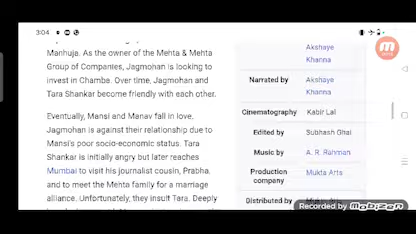 3:04
Manhuja. As the owner of the Mehta & Mehta
Group of Companies, Jagmohan is looking to
invest in Chamba. Over time, Jagmohan and
Tara Shankar become friendly with each other.
Eventually, Mansi and Manav fall in love.
Jagmohan is against their relationship due to
Mansi's poor socio-economic status. Tara
Shankar is initially angry but later reaches
Mumbai to visit his journalist cousin, Prabha,
and to meet the Mehta family for a marriage
alliance. Unfortunately, they insult Tara. Deeply
Akshaye
Khanna
Narrated by Akshaye
Khanna
Cinematography Kabir Lal
Edited by Subhash Ghai
Music by A. R. Rahman
Production
company Mukta Arts
Distributed by
Recorded by
Mobizen